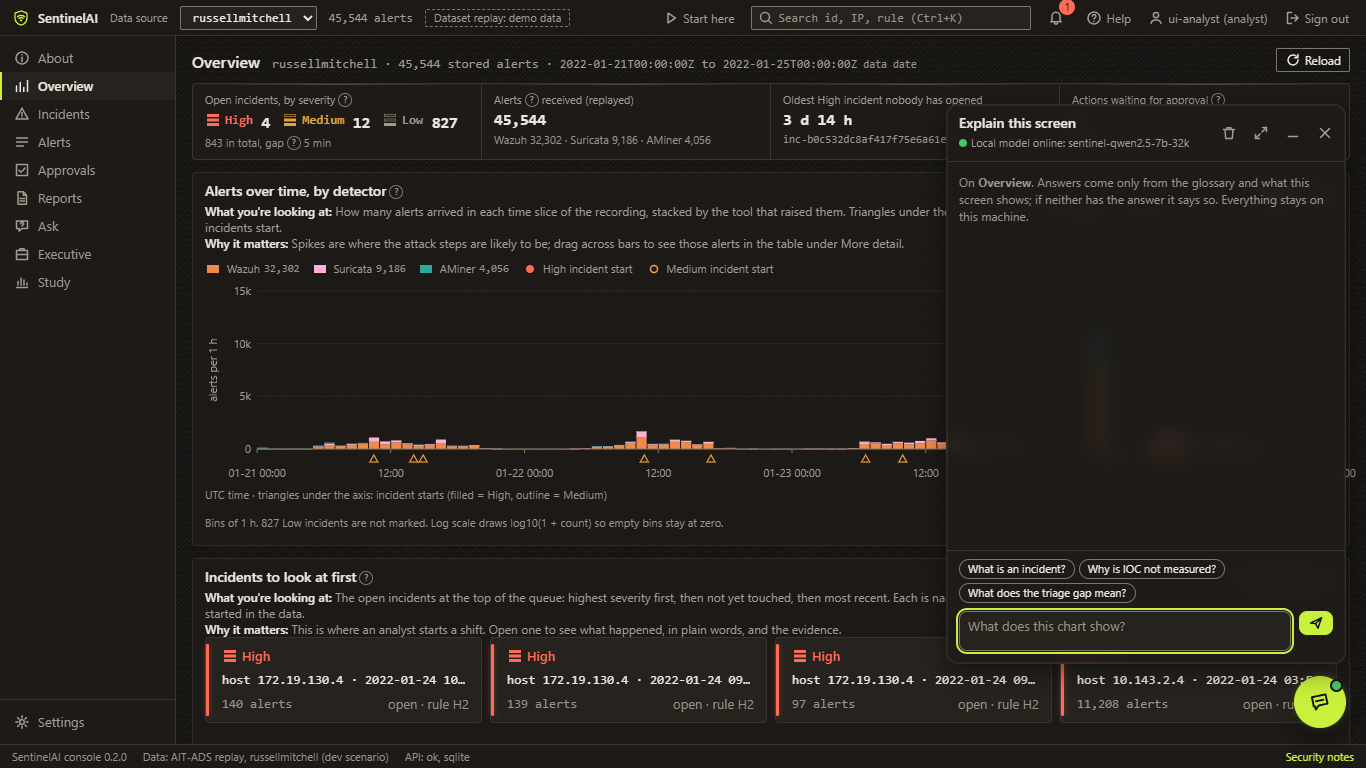 SentinelAI Data source russellmitchell 45,544 alerts Dataset replay: demo data Start here Search id, IP, rule (Ctrl+K) 1 Help ui-analyst (analyst) Sign out
About
Overview
Incidents
Alerts
Approvals
Reports
Ask
Executive
Study
Settings
Overview russellmitchell · 45,544 stored alerts · 2022-01-21T00:00:00Z to 2022-01-25T00:00:00Z data date Reload
Open incidents, by severity ?
High 4 Medium 12 Low 827
843 in total, gap ? 5 min
Alerts ? received (replayed)
45,544
Wazuh 32,302 · Suricata 9,186 · AMiner 4,056
Oldest High incident nobody has opened
3 d 14 h
inc-b0c532dc8af417f75e6a61e
Actions waiting for approval ?
Alerts over time, by detector ?
What you're looking at: How many alerts arrived in each time slice of the recording, stacked by the tool that raised them. Triangles under the
incidents start.
Why it matters: Spikes are where the attack steps are likely to be; drag across bars to see those alerts in the table under More detail.
Wazuh 32,302 Suricata 9,186 AMiner 4,056 High incident start Medium incident start
15k
10k
5k
0
alerts per 1 h
01-21 00:00 12:00 01-22 00:00 12:00 01-23 00:00 12:00 00
UTC time · triangles under the axis: incident starts (filled = High, outline = Medium)
Bins of 1 h. 827 Low incidents are not marked. Log scale draws log10(1 + count) so empty bins stay at zero.
Incidents to look at first ?
What you're looking at: The open incidents at the top of the queue: highest severity first, then not yet touched, then most recent. Each is na
started in the data.
Why it matters: This is where an analyst starts a shift. Open one to see what happened, in plain words, and the evidence.
High
host 172.19.130.4 · 2022-01-24 10…
140 alerts open · rule H2
High
host 172.19.130.4 · 2022-01-24 09…
139 alerts open · rule H2
High
host 172.19.130.4 · 2022-01-24 09…
97 alerts open · rule H2
host 10.143.2.4 · 2022-01-24 03:
11,208 alerts open · ru
Explain this screen
Local model online: sentinel-qwen2.5-7b-32k
On Overview. Answers come only from the glossary and what this
screen shows; if neither has the answer it says so. Everything stays on
this machine.
What is an incident? Why is IOC not measured?
What does the triage gap mean?
What does this chart show?
SentinelAI console 0.2.0 Data: AIT-ADS replay, russellmitchell (dev scenario) API: ok, sqlite Security notes